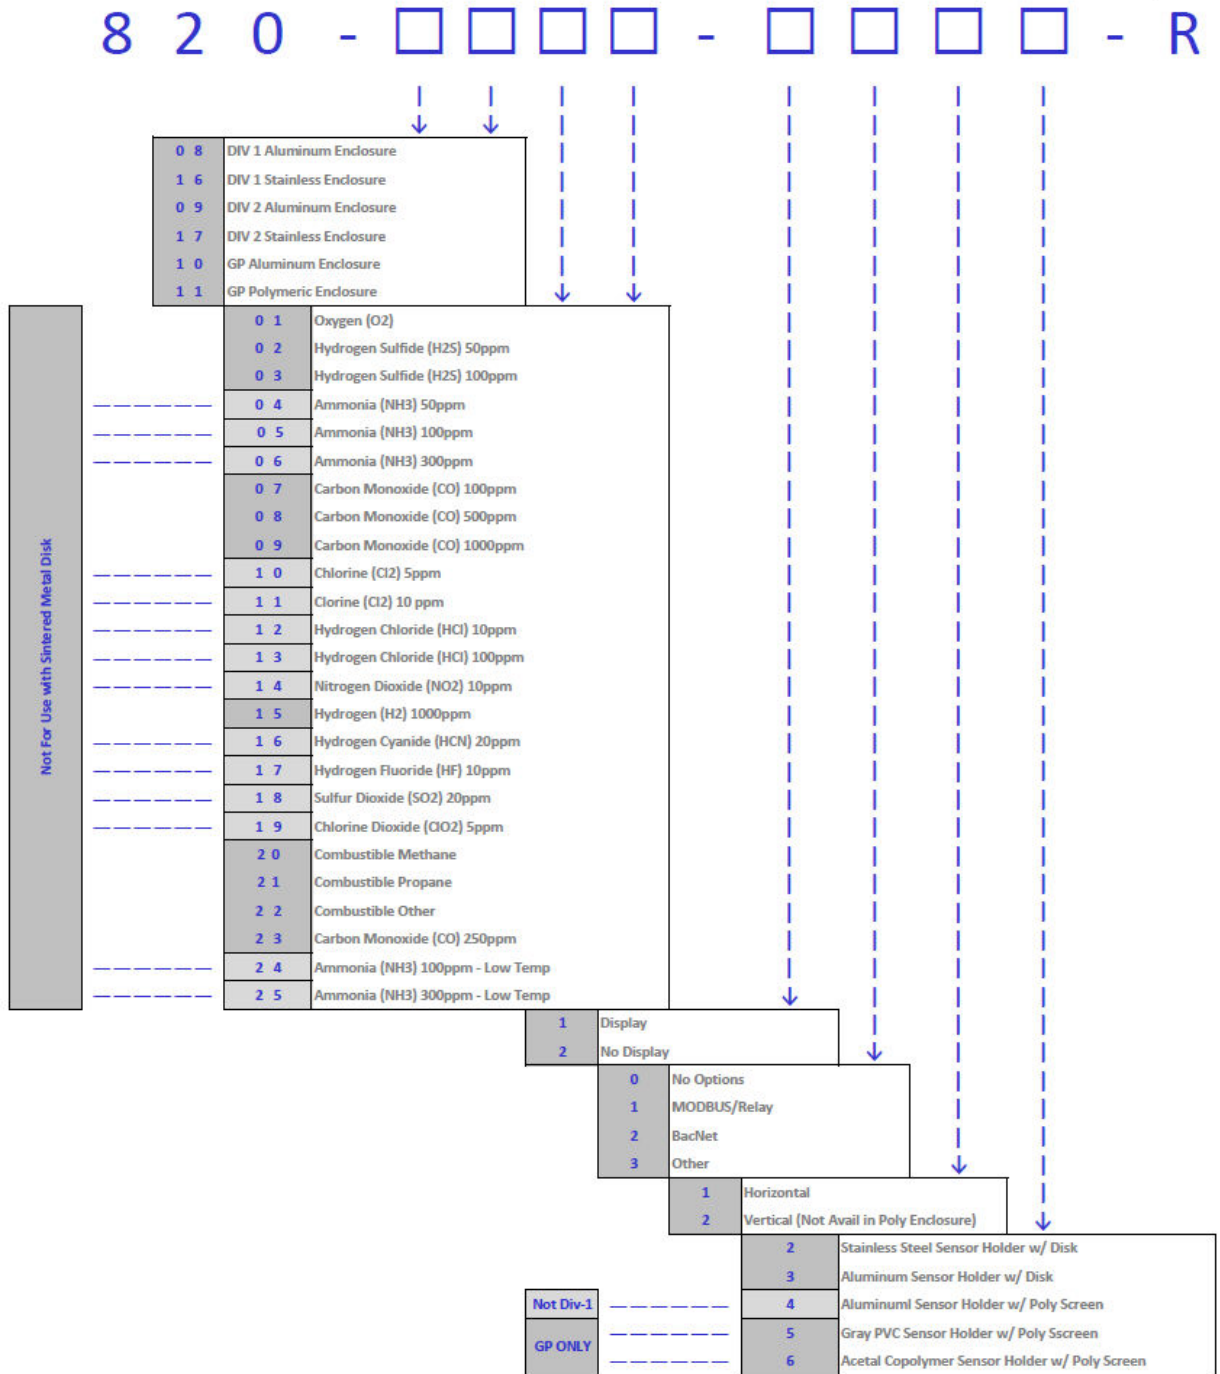 8 2 0 - □ □ □ □ - □ □ □ □ - R
0 8 DIV 1 Aluminum Enclosure
1 6 DIV 1 Stainless Enclosure
0 9 DIV 2 Aluminum Enclosure
1 7 DIV 2 Stainless Enclosure
1 0 GP Aluminum Enclosure
1 1 GP Polymeric Enclosure
Not For Use with Sintered Metal Disk
0 1 Oxygen (O2)
0 2 Hydrogen Sulfide (H2S) 50ppm
0 3 Hydrogen Sulfide (H2S) 100ppm
0 4 Ammonia (NH3) 50ppm
0 5 Ammonia (NH3) 100ppm
0 6 Ammonia (NH3) 300ppm
0 7 Carbon Monoxide (CO) 100ppm
0 8 Carbon Monoxide (CO) 500ppm
0 9 Carbon Monoxide (CO) 1000ppm
1 0 Chlorine (Cl2) 5ppm
1 1 Clorine (Cl2) 10 ppm
1 2 Hydrogen Chloride (HCl) 10ppm
1 3 Hydrogen Chloride (HCl) 100ppm
1 4 Nitrogen Dioxide (NO2) 10ppm
1 5 Hydrogen (H2) 1000ppm
1 6 Hydrogen Cyanide (HCN) 20ppm
1 7 Hydrogen Fluoride (HF) 10ppm
1 8 Sulfur Dioxide (SO2) 20ppm
1 9 Chlorine Dioxide (ClO2) 5ppm
2 0 Combustible Methane
2 1 Combustible Propane
2 2 Combustible Other
2 3 Carbon Monoxide (CO) 250ppm
2 4 Ammonia (NH3) 100ppm - Low Temp
2 5 Ammonia (NH3) 300ppm - Low Temp
1 Display
2 No Display
0 No Options
1 MODBUS/Relay
2 BacNet
3 Other
1 Horizontal
2 Vertical (Not Avail in Poly Enclosure)
2 Stainless Steel Sensor Holder w/ Disk
3 Aluminum Sensor Holder w/ Disk
Not Div-1 4 Aluminuml Sensor Holder w/ Poly Screen
GP ONLY 5 Gray PVC Sensor Holder w/ Poly Sscreen
6 Acetal Copolymer Sensor Holder w/ Poly Screen